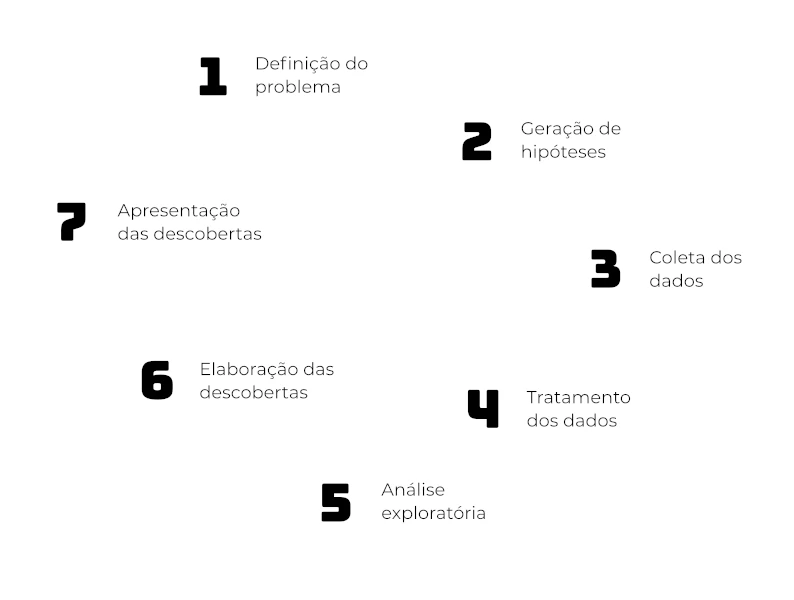 1
Definição do
problema
2
Geração de
hipóteses
3
Coleta dos
dados
4
Tratamento
dos dados
5
Análise
exploratória
6
Elaboração das
descobertas
7
Apresentação
das descobertas